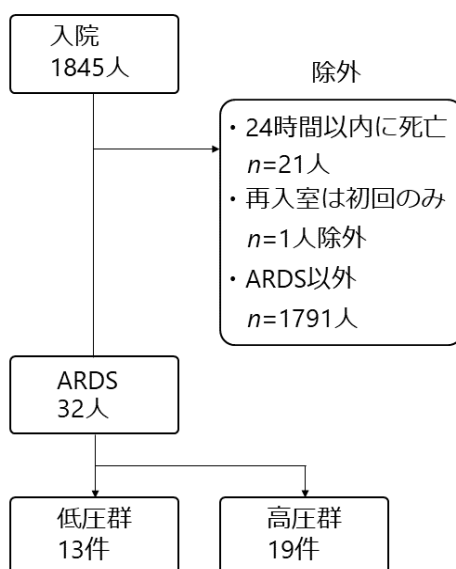 入院
1845人
除外
・24時間以内に死亡
n=21人
・再入室は初回のみ
n=1人除外
・ARDS以外
n=1791人
ARDS
32人
低圧群
13件
高圧群
19件